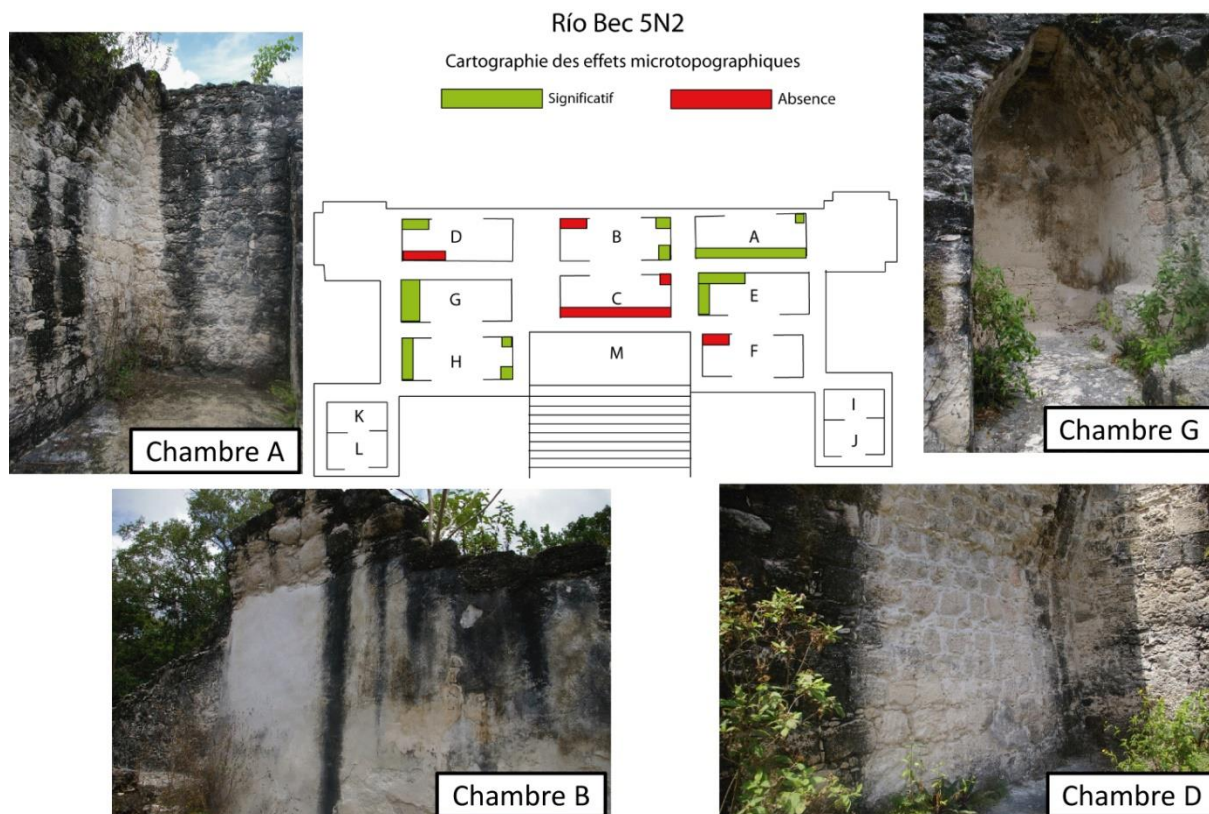 Río Bec 5N2
Cartographie des effets microtopographiques
Significatif
Absence
D
B
A
G
C
E
H
M
F
K
L
I
J
Chambre A
Chambre G
Chambre B
Chambre D